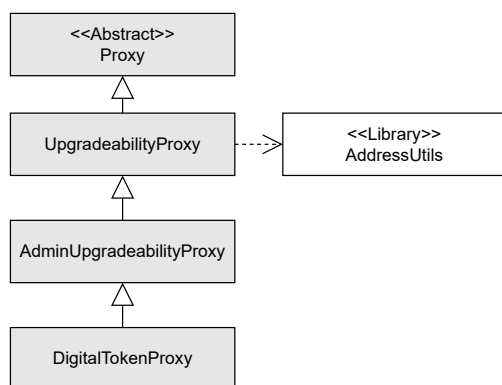 <<Abstract>>
Proxy
UpgradeabilityProxy
<<Library>>
AddressUtils
AdminUpgradeabilityProxy
DigitalTokenProxy